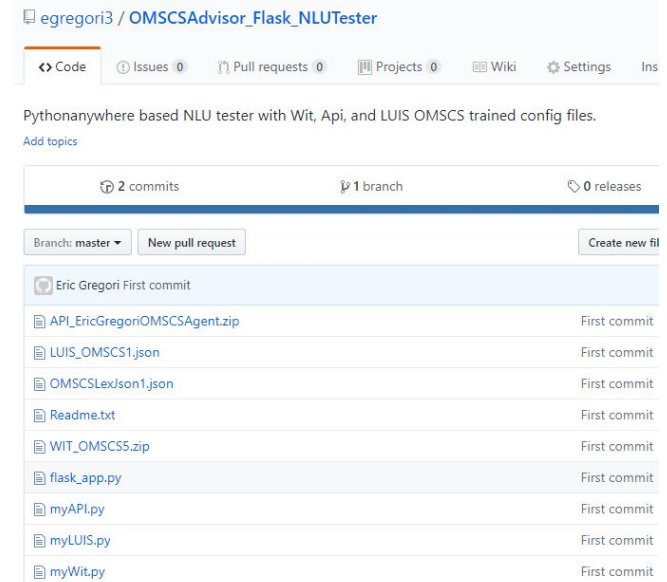 egregori3 / OMSCSAdvisor_Flask_NLUTester
Code Issues 0 Pull requests 0 Projects 0 Wiki Settings Ins
Pythonanywhere based NLU tester with Wit, Api, and LUIS OMSCS trained config files.
Add topics
2 commits 1 branch 0 releases
Branch: master New pull request Create new fil
Eric Gregori First commit
API_EricGregoriOMSCSAgent.zip First commit
LUIS_OMSCS1.json First commit
OMSCSLexJson1.json First commit
Readme.txt First commit
WIT_OMSCS5.zip First commit
flask_app.py First commit
myAPI.py First commit
myLUIS.py First commit
myWit.py First commit